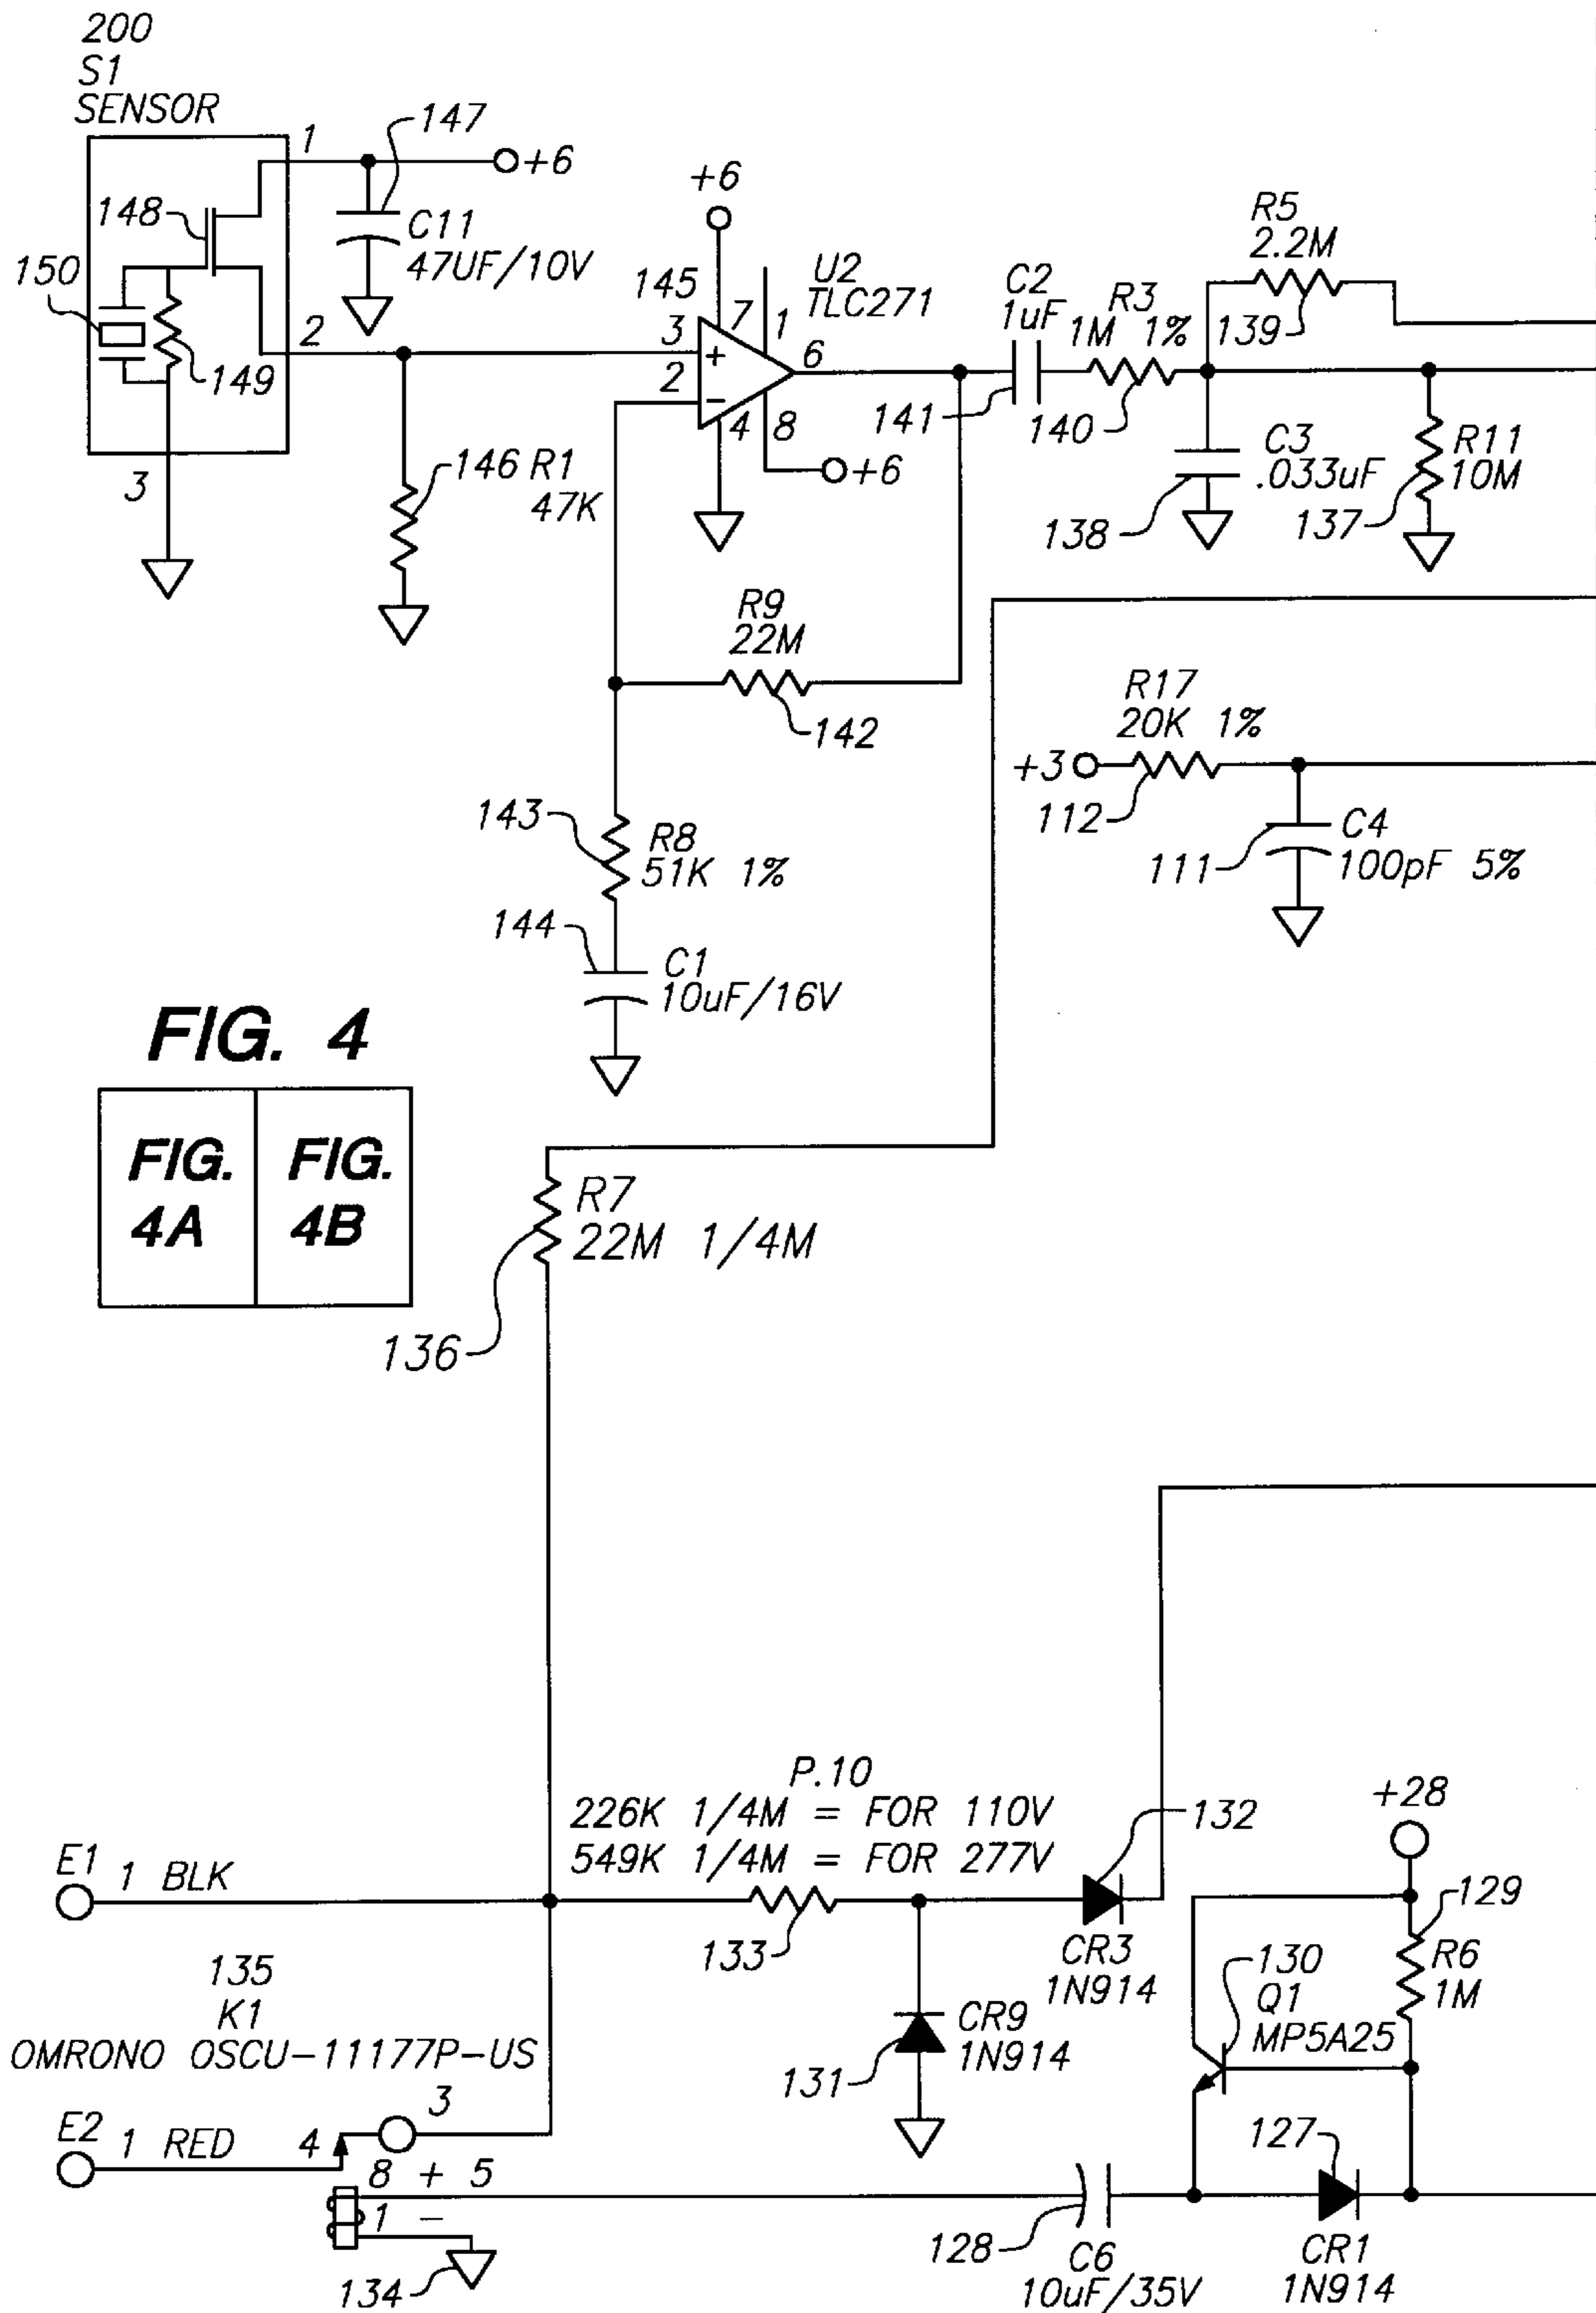 200
S1
SENSOR
1
147
+6
148
C11
47UF/10V
150
149
2
3
146 R1
47K
+6
145
U2
TLC271
7
1
3
+
2
-
6
4
8
+6
C2
1uF
R3
1M 1%
141
140
R5
2.2M
139
C3
.033uF
138
R11
10M
137
R9
22M
142
143
R8
51K 1%
144
C1
10uF/16V
R17
20K 1%
+3
112
C4
100pF 5%
111
FIG. 4
FIG.
4A
FIG.
4B
R7
22M 1/4M
136
P.10
226K 1/4M = FOR 110V
549K 1/4M = FOR 277V
132
+28
E1
1 BLK
133
CR3
1N914
129
R6
1M
130
Q1
MP5A25
135
K1
OMRONO OSCU-11177P-US
CR9
1N914
131
E2
1 RED
4
3
8 + 5
1 -
134
127
128
C6
10uF/35V
CR1
1N914